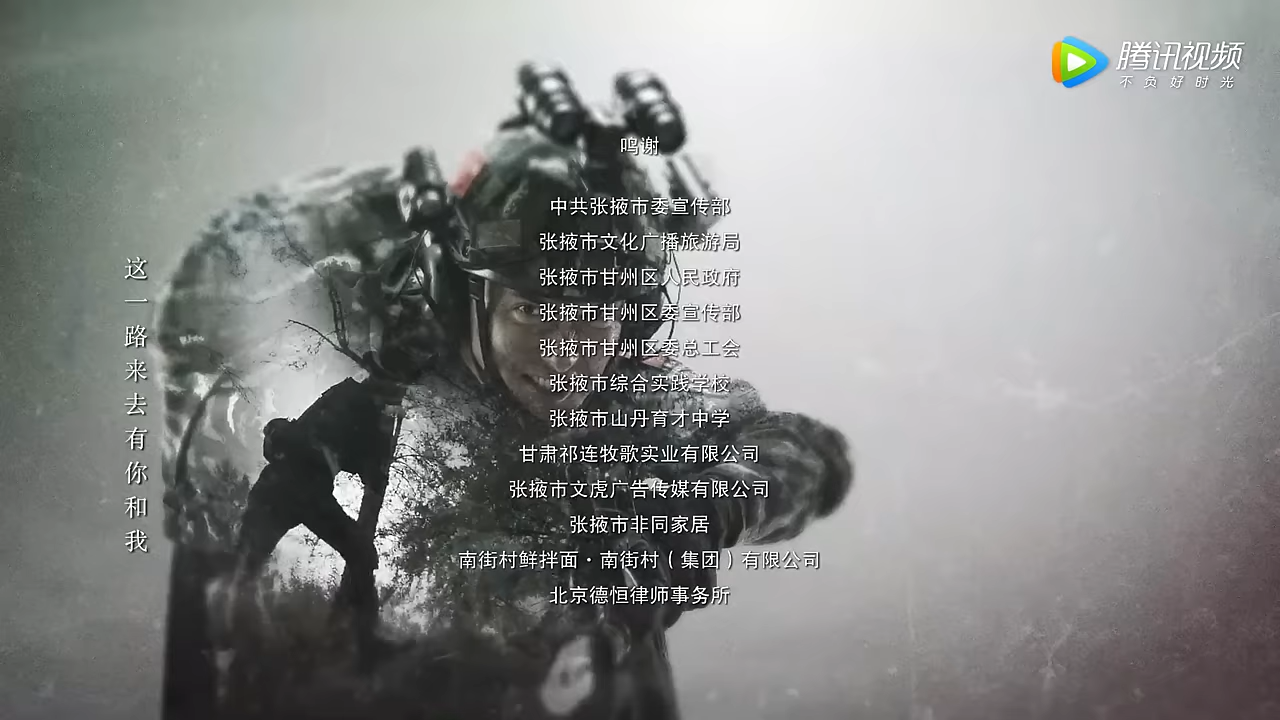 腾讯视频
不负好时光
鸣谢
中共张掖市委宣传部
张掖市文化广播旅游局
张掖市甘州区人民政府
张掖市甘州区委宣传部
张掖市甘州区委总工会
张掖市综合实践学校
张掖市山丹育才中学
甘肃祁连牧歌实业有限公司
张掖市文虎广告传媒有限公司
张掖市非同家居
南街村鲜拌面·南街村（集团）有限公司
北京德恒律师事务所
这一路来去有你和我